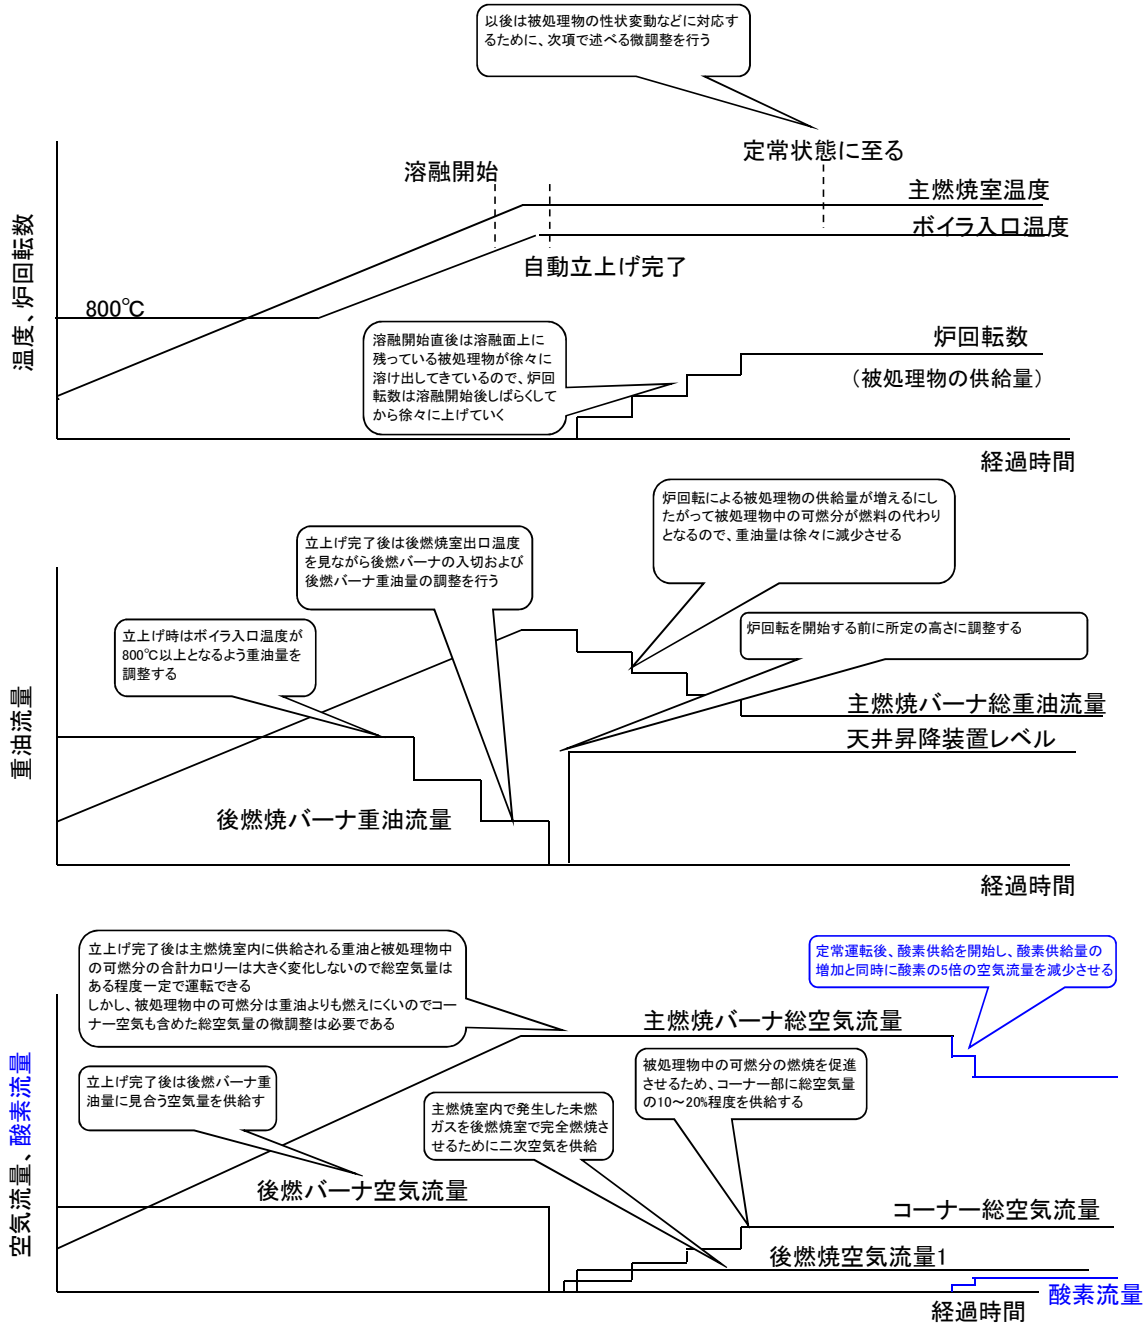 以後は被処理物の性状変動などに対応す
るために、次項で述べる微調整を行う
定常状態に至る
溶融開始
主燃焼室温度
ボイラ入口温度
自動立上げ完了
800℃
温度、炉回転数
溶融開始直後は溶融面上に
残っている被処理物が徐々に
溶け出してきているので、炉回
転数は溶融開始後しばらくして
から徐々に上げていく
炉回転数
（被処理物の供給量）
経過時間
炉回転による被処理物の供給量が増えるにし
たがって被処理物中の可燃分が燃料の代わり
となるので、重油量は徐々に減少させる
立上げ完了後は後燃焼室出口温度
を見ながら後燃バーナの入切および
後燃バーナ重油量の調整を行う
立上げ時はボイラ入口温度が
800℃以上となるよう重油量を
調整する
炉回転を開始する前に所定の高さに調整する
重油流量
主燃焼バーナ総重油流量
天井昇降装置レベル
後燃焼バーナ重油流量
経過時間
立上げ完了後は主燃焼室内に供給される重油と被処理物中
の可燃分の合計カロリーは大きく変化しないので総空気量は
ある程度一定で運転できる
しかし、被処理物中の可燃分は重油よりも燃えにくいのでコー
ナー空気も含めた総空気量の微調整は必要である
定常運転後、酸素供給を開始し、酸素供給量の
増加と同時に酸素の5倍の空気流量を減少させる
主燃焼バーナ総空気流量
空気流量、酸素流量
立上げ完了後は後燃バーナ重
油量に見合う空気量を供給す
主燃焼室内で発生した未燃
ガスを後燃焼室で完全燃焼さ
せるために二次空気を供給
被処理物中の可燃分の燃焼を促進
させるため、コーナー部に総空気量
の10～20%程度を供給する
後燃バーナ空気流量
コーナー総空気流量
後燃焼空気流量1
酸素流量
経過時間